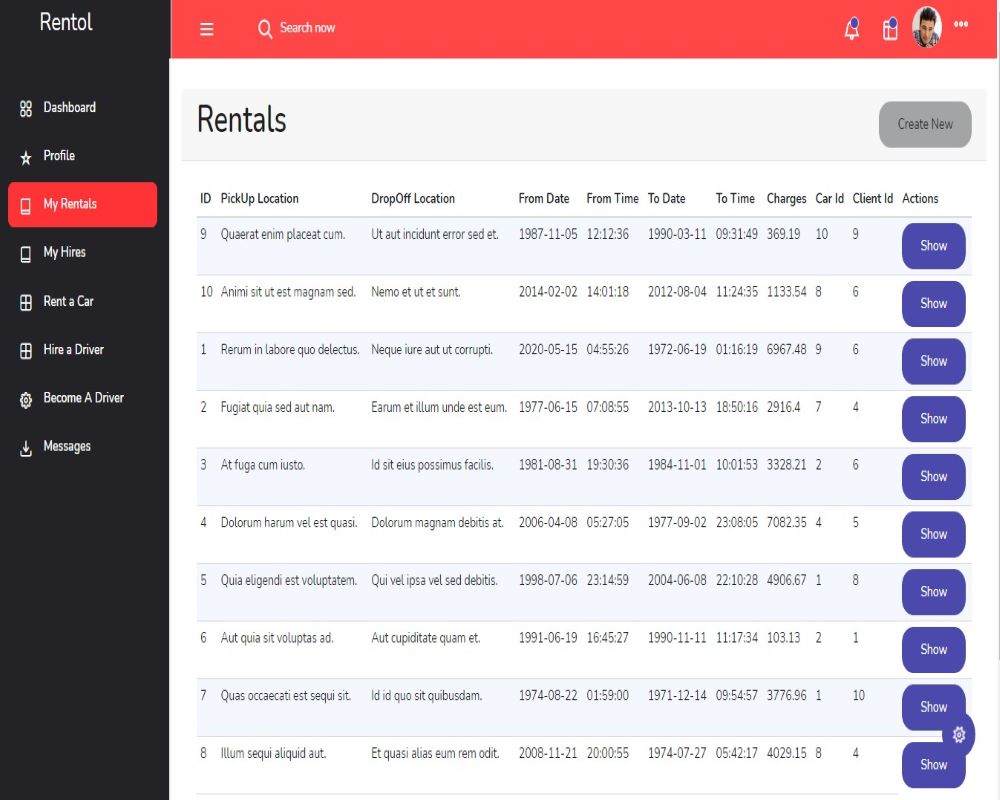 Rentol
Search now
Dashboard
Profile
My Rentals
My Hires
Rent a Car
Hire a Driver
Become A Driver
Messages
Rentals
Create New
ID PickUp Location DropOff Location From Date From Time To Date To Time Charges Car Id Client Id Actions
9 Quaerat enim placeat cum. Ut aut incidunt error sed et. 1987-11-05 12:12:36 1990-03-11 09:31:49 369.19 10 9 Show
10 Animi sit ut est magnam sed. Nemo et ut et sunt. 2014-02-02 14:01:18 2012-08-04 11:24:35 1133.54 8 6 Show
1 Rerum in labore quo delectus. Neque iure aut ut corrupti. 2020-05-15 04:55:26 1972-06-19 01:16:19 6967.48 9 6 Show
2 Fugiat quia sed aut nam. Earum et illum unde est eum. 1977-06-15 07:08:55 2013-10-13 18:50:16 2916.4 7 4 Show
3 At fuga cum iusto. Id sit eius possimus facilis. 1981-08-31 19:30:36 1984-11-01 10:01:53 3328.21 2 6 Show
4 Dolorum harum vel est quasi. Dolorum magnam debitis at. 2006-04-08 05:27:05 1977-09-02 23:08:05 7082.35 4 5 Show
5 Quia eligendi est voluptatem. Qui vel ipsa vel sed debitis. 1998-07-06 23:14:59 2004-06-08 22:10:28 4906.67 1 8 Show
6 Aut quia sit voluptas ad. Aut cupiditate quam et. 1991-06-19 16:45:27 1990-11-11 11:17:34 103.13 2 1 Show
7 Quas occaecati est sequi sit. Id id quo sit quibusdam. 1974-08-22 01:59:00 1971-12-14 09:54:57 3776.96 1 10 Show
8 Illum sequi aliquid aut. Et quasi alias eum rem odit. 2008-11-21 20:00:55 1974-07-27 05:42:17 4029.15 8 4 Show